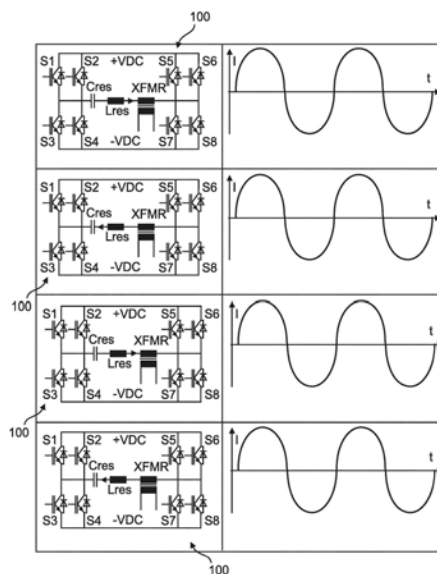 100
S1 S2 +VDC S5 S6
Cres XFMR
Lres
S3 S4 -VDC S7 S8
I t
S1 S2 +VDC S5 S6
Cres XFMR
Lres
S3 S4 -VDC S7 S8
I t
100
S1 S2 +VDC S5 S6
Cres XFMR
Lres
S3 S4 -VDC S7 S8
I t
100
S1 S2 +VDC S5 S6
Cres XFMR
Lres
S3 S4 -VDC S7 S8
I t
100